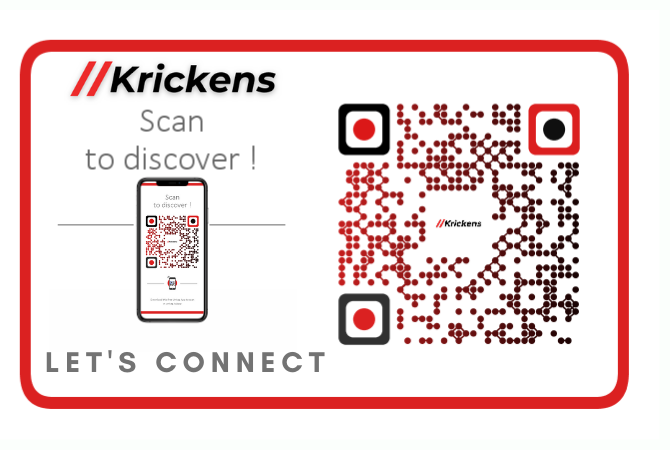 //Krickens
Scan
to discover !
Scan
to discover !
//Krickens
LET'S CONNECT